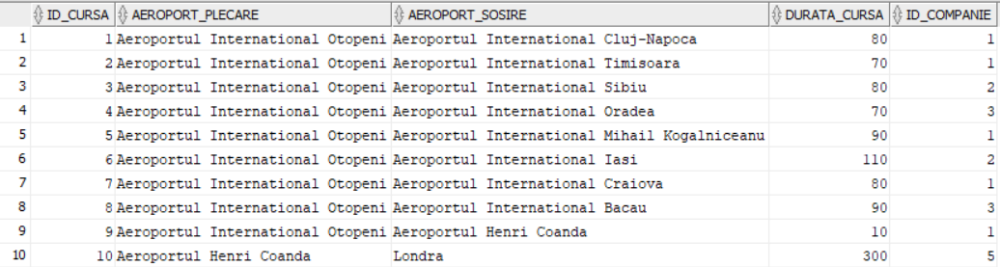 ID_CURSA AEROPORT_PLECARE AEROPORT_SOSIRE DURATA_CURSA ID_COMPANIE
1 1 Aeroportul International Otopeni Aeroportul International Cluj-Napoca 80 1
2 2 Aeroportul International Otopeni Aeroportul International Timisoara 70 1
3 3 Aeroportul International Otopeni Aeroportul International Sibiu 80 2
4 4 Aeroportul International Otopeni Aeroportul International Oradea 70 3
5 5 Aeroportul International Otopeni Aeroportul International Mihail Kogalniceanu 90 1
6 6 Aeroportul International Otopeni Aeroportul International Iasi 110 2
7 7 Aeroportul International Otopeni Aeroportul International Craiova 80 1
8 8 Aeroportul International Otopeni Aeroportul International Bacau 90 3
9 9 Aeroportul International Otopeni Aeroportul Henri Coanda 10 1
10 10 Aeroportul Henri Coanda Londra 300 5